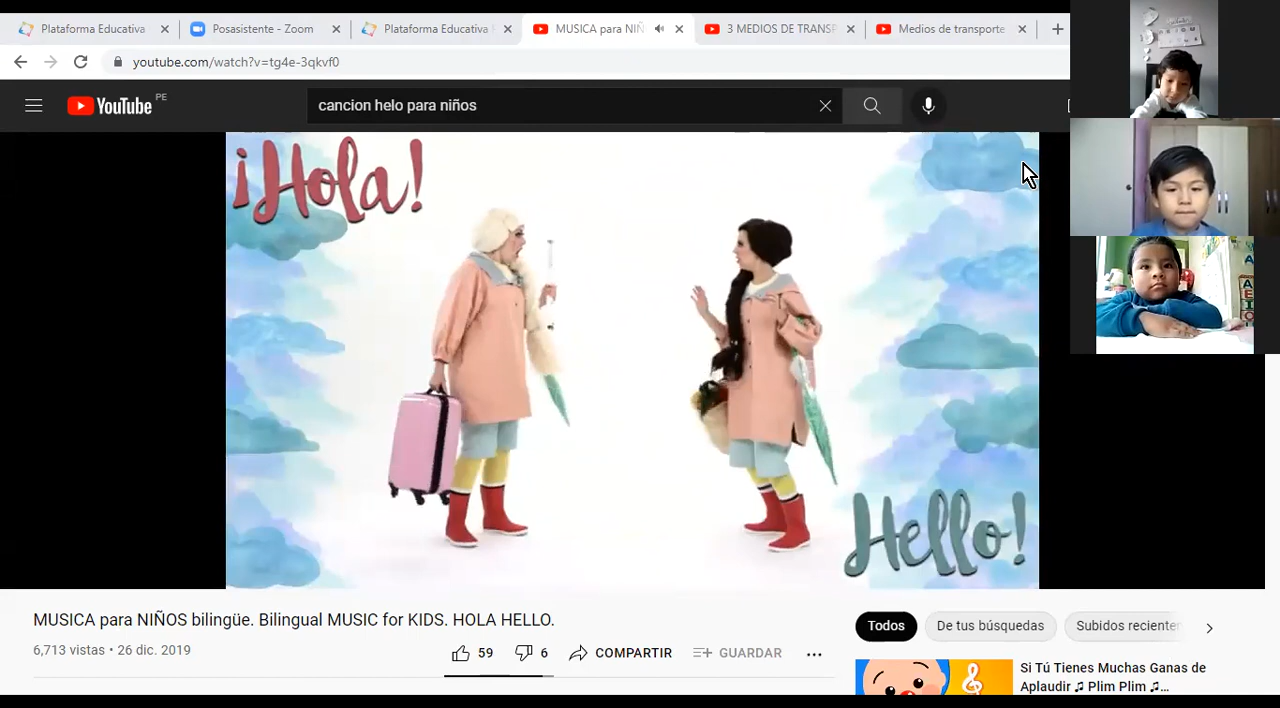 Plataforma Educativa
Posasistente - Zoom
Plataforma Educativa
MUSICA para NIÑ
3 MEDIOS DE TRANSP
Medios de transporte
youtube.com/watch?v=tg4e-3qkvf0
YouTube PE
cancion helo para niños
¡Hola!
Hello!
MUSICA para NIÑOS bilingüe. Bilingual MUSIC for KIDS. HOLA HELLO.
6,713 vistas • 26 dic. 2019
59
6
COMPARTIR
GUARDAR
Todos
De tus búsquedas
Subidos reciente
Si Tú Tienes Muchas Ganas de
Aplaudir ♫ Plim Plim ♫...